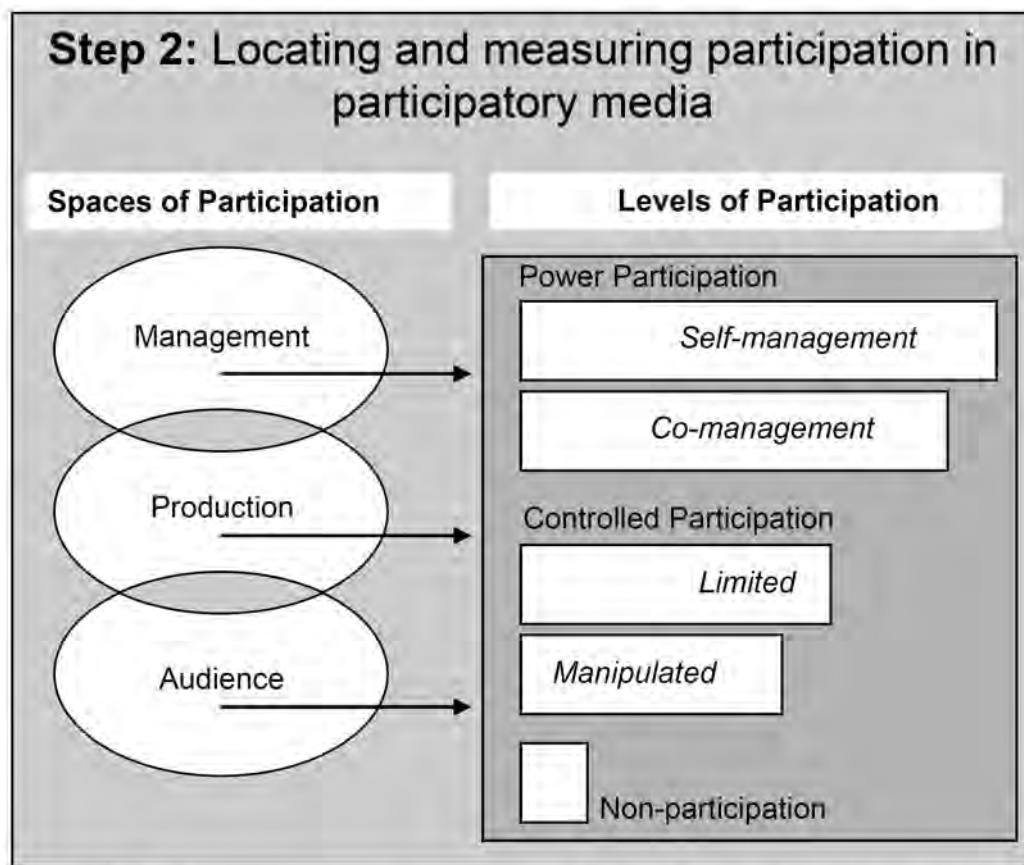 Step 2: Locating and measuring participation in
participatory media
Spaces of Participation
Levels of Participation
Management
Production
Audience
Power Participation
Self-management
Co-management
Controlled Participation
Limited
Manipulated
Non-participation